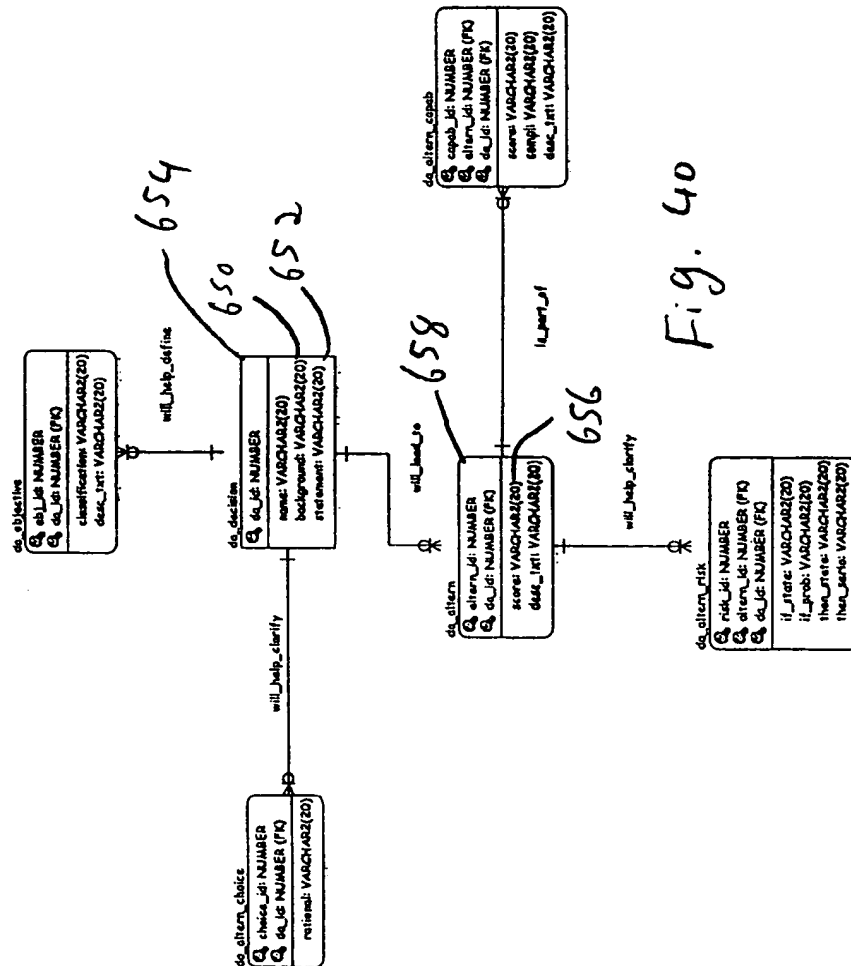 da_objective
obj_id: NUMBER
da_id: NUMBER (FK)
classification: VARCHAR2(20)
desc_txt: VARCHAR2(20)
will_help_define
654
650
652
da_decision
da_id: NUMBER
name: VARCHAR2(20)
background: VARCHAR2(20)
statement: VARCHAR2(20)
will_help_clarify
da_altern_choice
choice_id: NUMBER
da_id: NUMBER (FK)
rational: VARCHAR2(20)
will_lead_to
658
656
da_altern
altern_id: NUMBER
da_id: NUMBER (FK)
score: VARCHAR2(20)
desc_txt: VARCHAR2(20)
is_part_of
da_altern_capab
capab_id: NUMBER
altern_id: NUMBER (FK)
da_id: NUMBER (FK)
score: VARCHAR2(20)
compl: VARCHAR2(20)
desc_txt: VARCHAR2(20)
will_help_clarify
da_altern_risk
risk_id: NUMBER
altern_id: NUMBER (FK)
da_id: NUMBER (FK)
if_state: VARCHAR2(20)
if_prob: VARCHAR2(20)
then_state: VARCHAR2(20)
then_serio: VARCHAR2(20)
Fig. 40